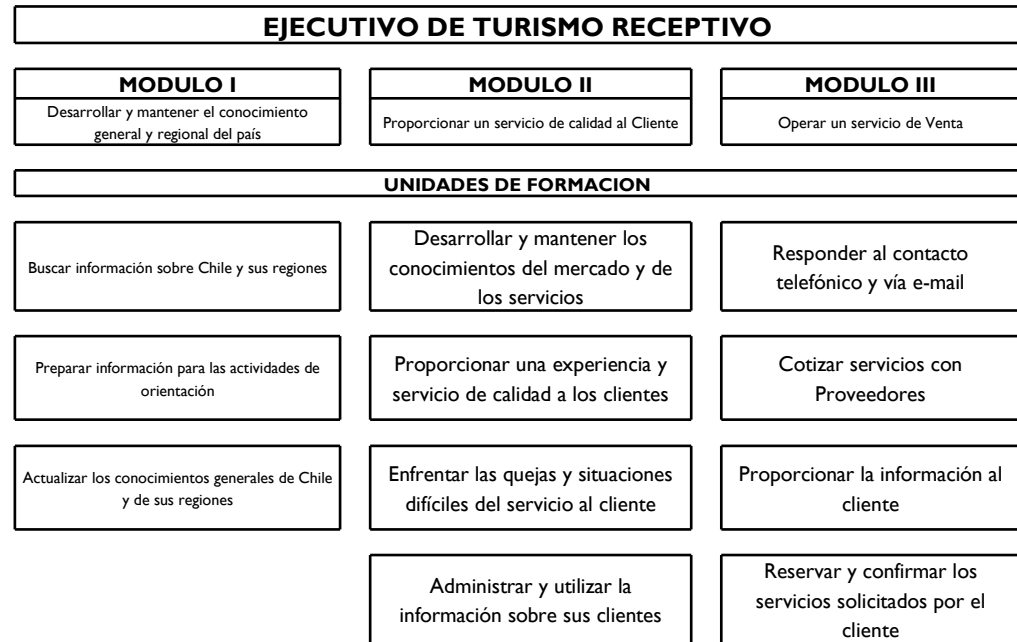 EJECUTIVO DE TURISMO RECEPTIVO
MODULO I
Desarrollar y mantener el conocimiento
general y regional del país
MODULO II
Proporcionar un servicio de calidad al Cliente
MODULO III
Operar un servicio de Venta
UNIDADES DE FORMACION
Buscar información sobre Chile y sus regiones
Desarrollar y mantener los
conocimientos del mercado y de
los servicios
Responder al contacto
telefónico y vía e-mail
Preparar información para las actividades de
orientación
Proporcionar una experiencia y
servicio de calidad a los clientes
Cotizar servicios con
Proveedores
Actualizar los conocimientos generales de Chile
y de sus regiones
Enfrentar las quejas y situaciones
difíciles del servicio al cliente
Proporcionar la información al
cliente
Administrar y utilizar la
información sobre sus clientes
Reservar y confirmar los
servicios solicitados por el
cliente